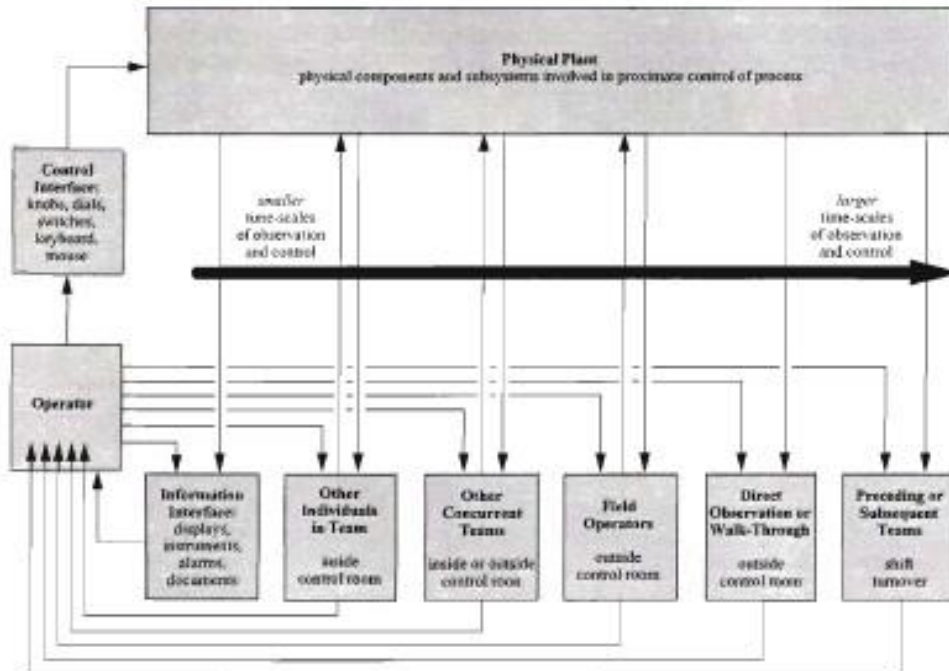 Physical Plant
physical components and subsystems involved in proximate control of process
Control
Interface:
knobs, dials,
switches,
keyboard,
mouse
smaller
time-scales
of observation
and control
larger
time-scales
of observation
and control
Operator
Information
Interface:
displays,
instruments,
alarms,
documents
Other
Individuals
in Team
inside
control room
Other
Concurrent
Teams
inside or outside
control room
Field
Operators
outside
control room
Direct
Observation or
Walk-Through
outside
control room
Preceding or
Subsequent
Teams
shift
turnover